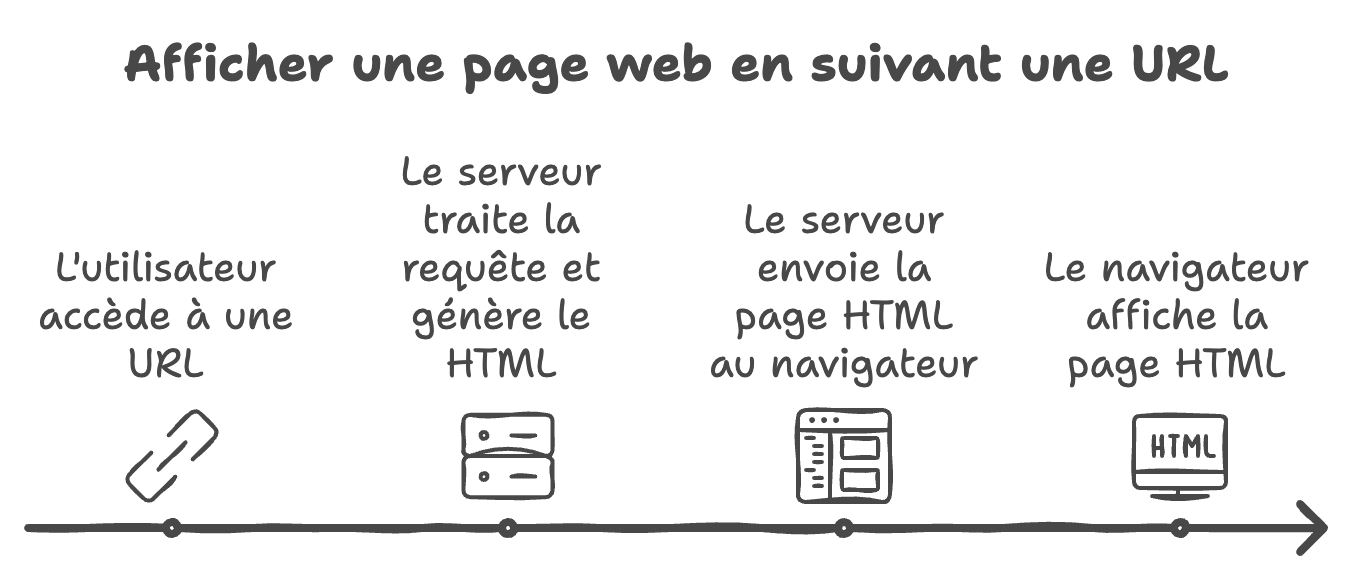 Afficher une page web en suivant une URL
L'utilisateur
accède à une
URL
Le serveur
traite la
requête et
génère le
HTML
Le serveur
envoie la
page HTML
au navigateur
Le navigateur
affiche la
page HTML
HTML